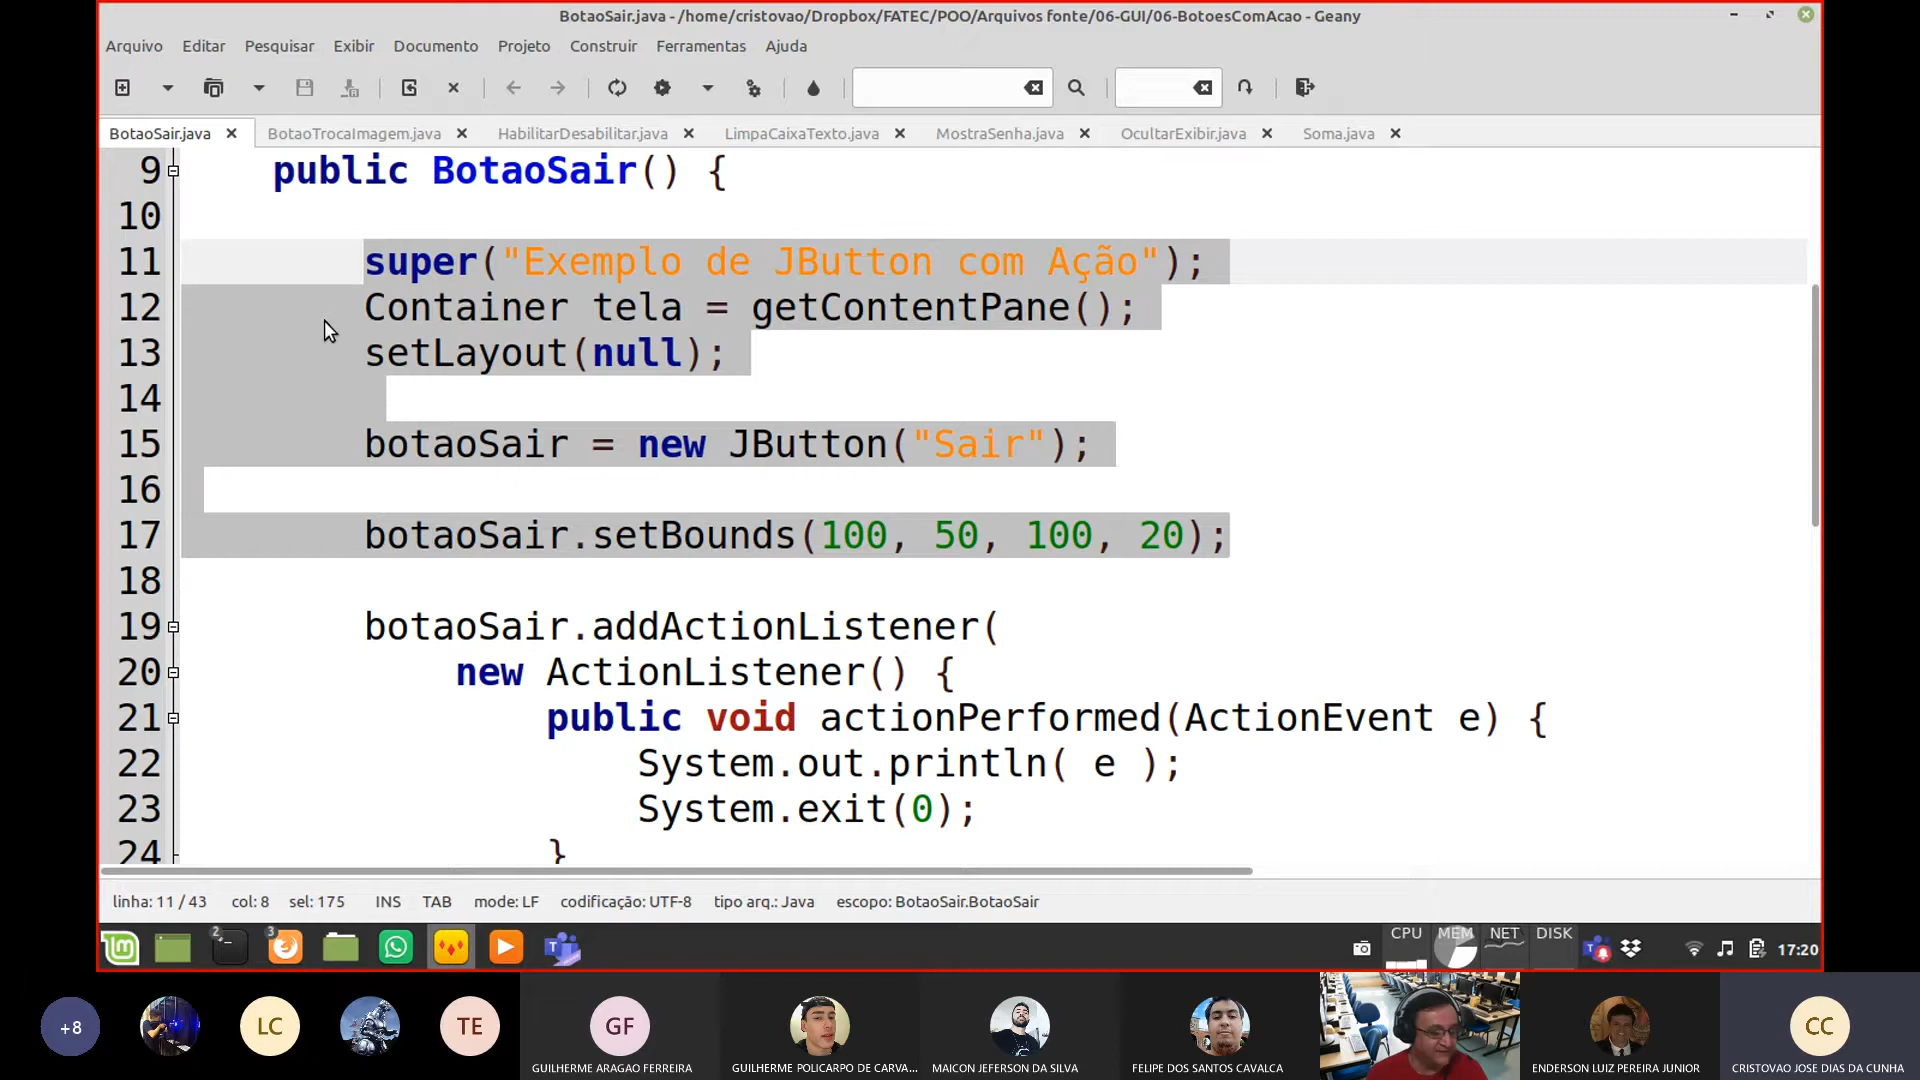 BotaoSair.java - /home/cristovao/Dropbox/FATEC/POO/Arquivos fonte/06-GUI/06-BotoesComAcao - Geany
Arquivo Editar Pesquisar Exibir Documento Projeto Construir Ferramentas Ajuda
BotaoSair.java BotaoTrocaImagem.java HabilitarDesabilitar.java LimpaCaixaTexto.java MostraSenha.java OcultarExibir.java Soma.java
9 public BotaoSair() {
10
11 super("Exemplo de JButton com Ação");
12 Container tela = getContentPane();
13 setLayout(null);
14
15 botaoSair = new JButton("Sair");
16
17 botaoSair.setBounds(100, 50, 100, 20);
18
19 botaoSair.addActionListener(
20 new ActionListener() {
21 public void actionPerformed(ActionEvent e) {
22 System.out.println( e );
23 System.exit(0);
24 }
linha: 11 / 43 col: 8 sel: 175 INS TAB mode: LF codificação: UTF-8 tipo arq.: Java escopo: BotaoSair.BotaoSair
2 3 CPU MEM NET DISK 17:20
+8 LC TE GF CC
GUILHERME ARAGAO FERREIRA GUILHERME POLICARPO DE CARVA... MAICON JEFERSON DA SILVA FELIPE DOS SANTOS CAVALCA ENDERSON LUIZ PEREIRA JUNIOR CRISTOVAO JOSE DIAS DA CUNHA